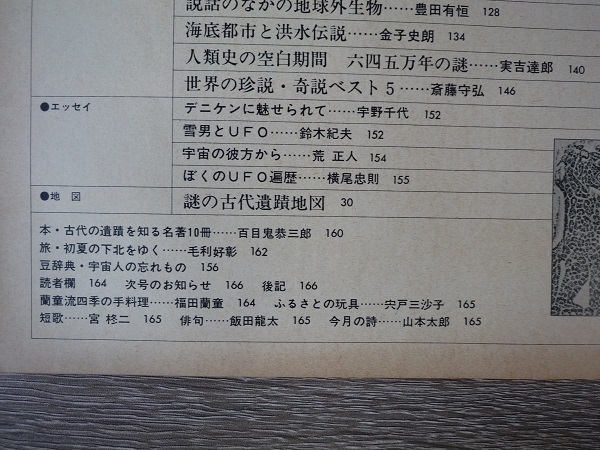 説話のなかの地球外生物……豊田有恒 128
海底都市と洪水伝説……金子史朗 134
人類史の空白期間 六四五万年の謎……実吉達郎 140
世界の珍説・奇説ベスト5……斎藤守弘 146
●エッセイ
デニケンに魅せられて……宇野千代 152
雪男とUFO……鈴木紀夫 152
宇宙の彼方から……荒 正人 154
ぼくのUFO遍歴……横尾忠則 155
●地 図
謎の古代遺蹟地図 30
本・古代の遺蹟を知る名著10冊……百目鬼恭三郎 160
旅・初夏の下北をゆく……毛利好彰 162
豆辞典・宇宙人の忘れもの 156
読者欄 164 次号のお知らせ 166 後記 166
蘭童流四季の手料理……福田蘭童 164 ふるさとの玩具……宍戸三沙子 165
短歌……宮 柊二 165 俳句……飯田龍太 165 今月の詩……山本太郎 165